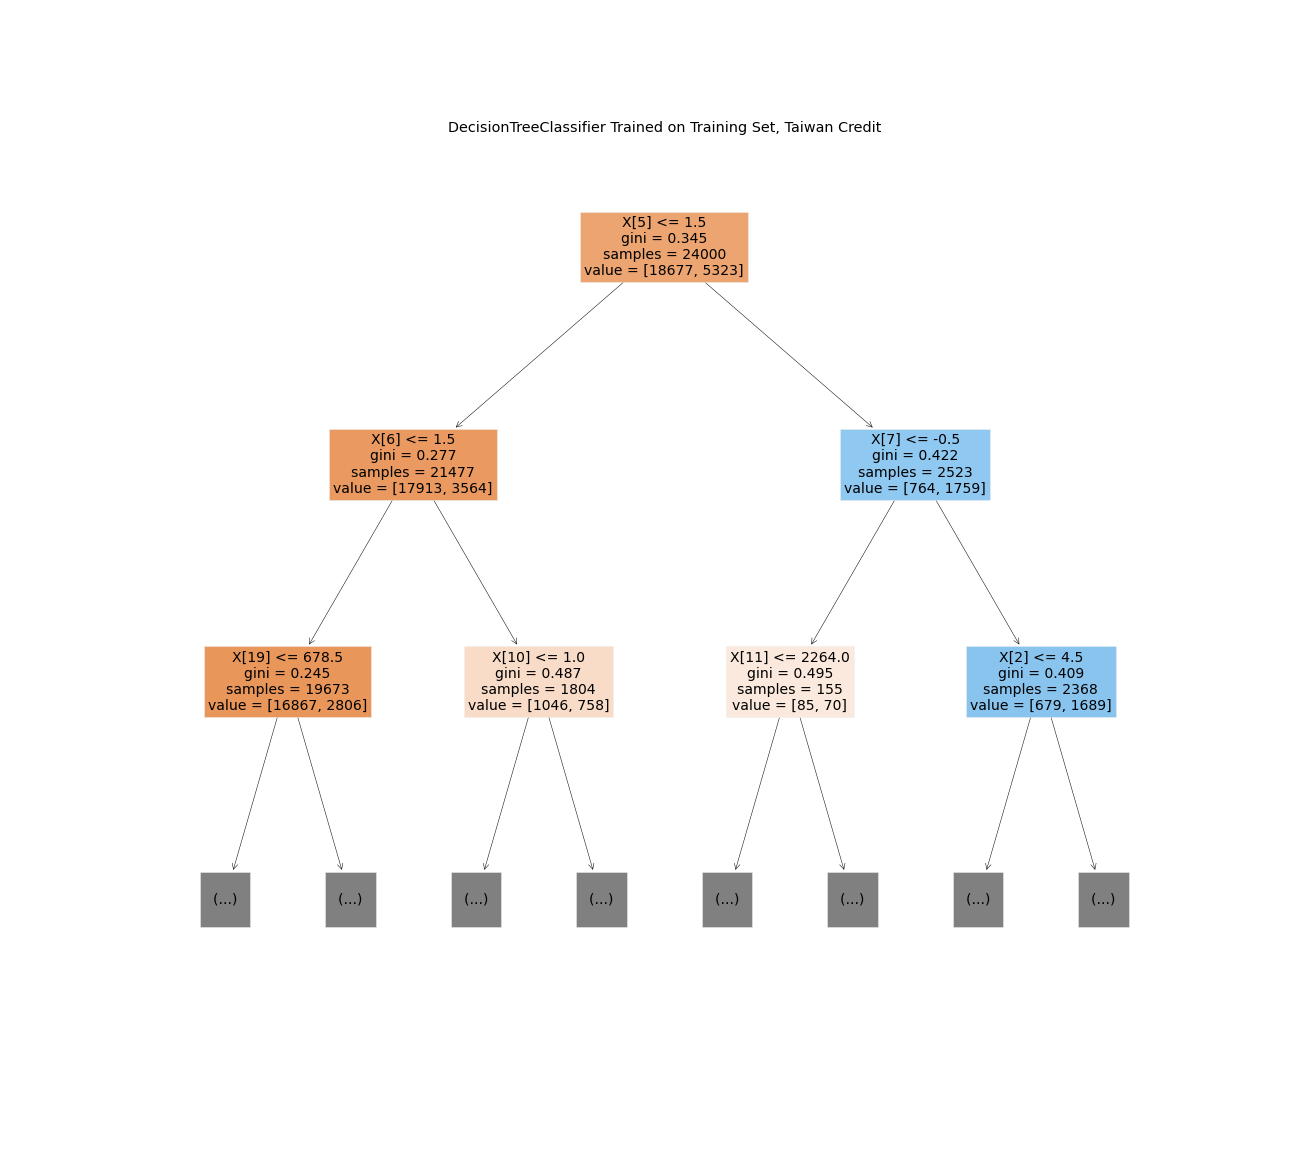 DecisionTreeClassifier Trained on Training Set, Taiwan Credit
X[5] <= 1.5
gini = 0.345
samples = 24000
value = [18677, 5323]
X[6] <= 1.5
gini = 0.277
samples = 21477
value = [17913, 3564]
X[7] <= -0.5
gini = 0.422
samples = 2523
value = [764, 1759]
X[19] <= 678.5
gini = 0.245
samples = 19673
value = [16867, 2806]
X[10] <= 1.0
gini = 0.487
samples = 1804
value = [1046, 758]
X[11] <= 2264.0
gini = 0.495
samples = 155
value = [85, 70]
X[2] <= 4.5
gini = 0.409
samples = 2368
value = [679, 1689]
(...)
(...)
(...)
(...)
(...)
(...)
(...)
(...)